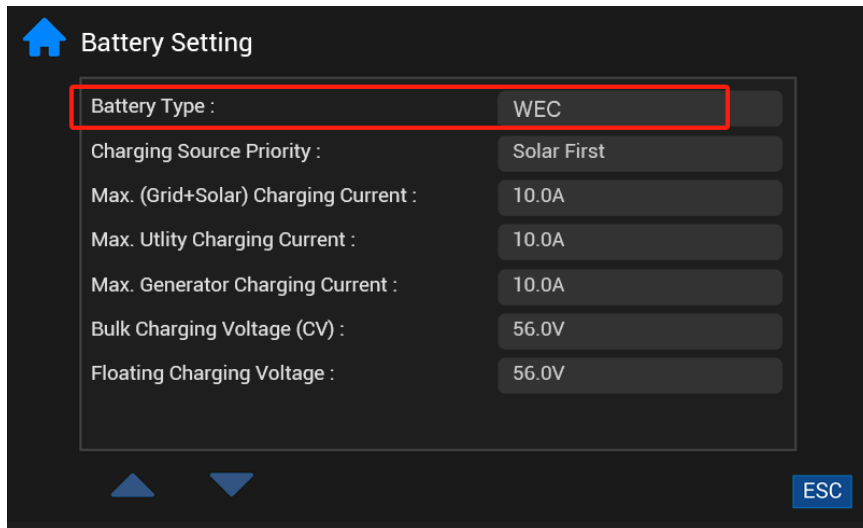 Battery Setting
Battery Type : WEC
Charging Source Priority : Solar First
Max. (Grid+Solar) Charging Current : 10.0A
Max. Utlity Charging Current : 10.0A
Max. Generator Charging Current : 10.0A
Bulk Charging Voltage (CV) : 56.0V
Floating Charging Voltage : 56.0V
ESC